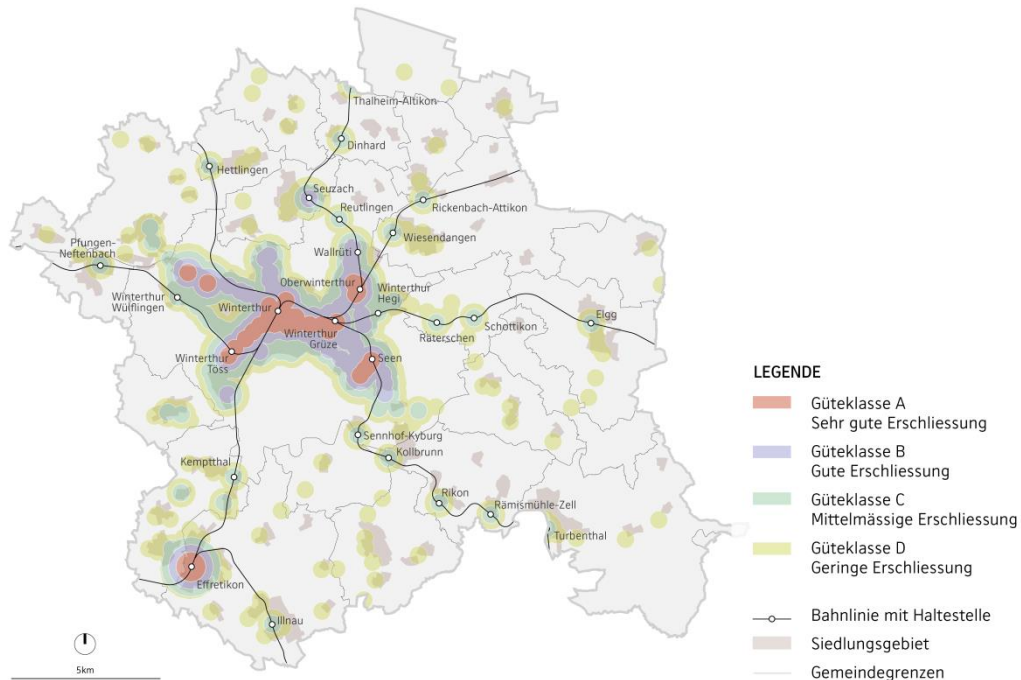 Thalheim-Altikon
Dinhard
Hettlingen
Seuzach
Reutlingen
Rickenbach-Attikon
Wiesendangen
Wallrüti
Pfungen-
Neftenbach
Oberwinterthur
Winterthur
Hegi
Winterthur
Wülflingen
Winterthur
Winterthur
Grüze
Räterschen
Schottikon
Elgg
Winterthur
Töss
Seen
Sennhof-Kyburg
Kollbrunn
Kemptthal
Rikon
Rämismühle-Zell
Turbenthal
Effretikon
Illnau
5km
LEGENDE
Güteklasse A
Sehr gute Erschliessung
Güteklasse B
Gute Erschliessung
Güteklasse C
Mittelmässige Erschliessung
Güteklasse D
Geringe Erschliessung
Bahnlinie mit Haltestelle
Siedlungsgebiet
Gemeindegrenzen